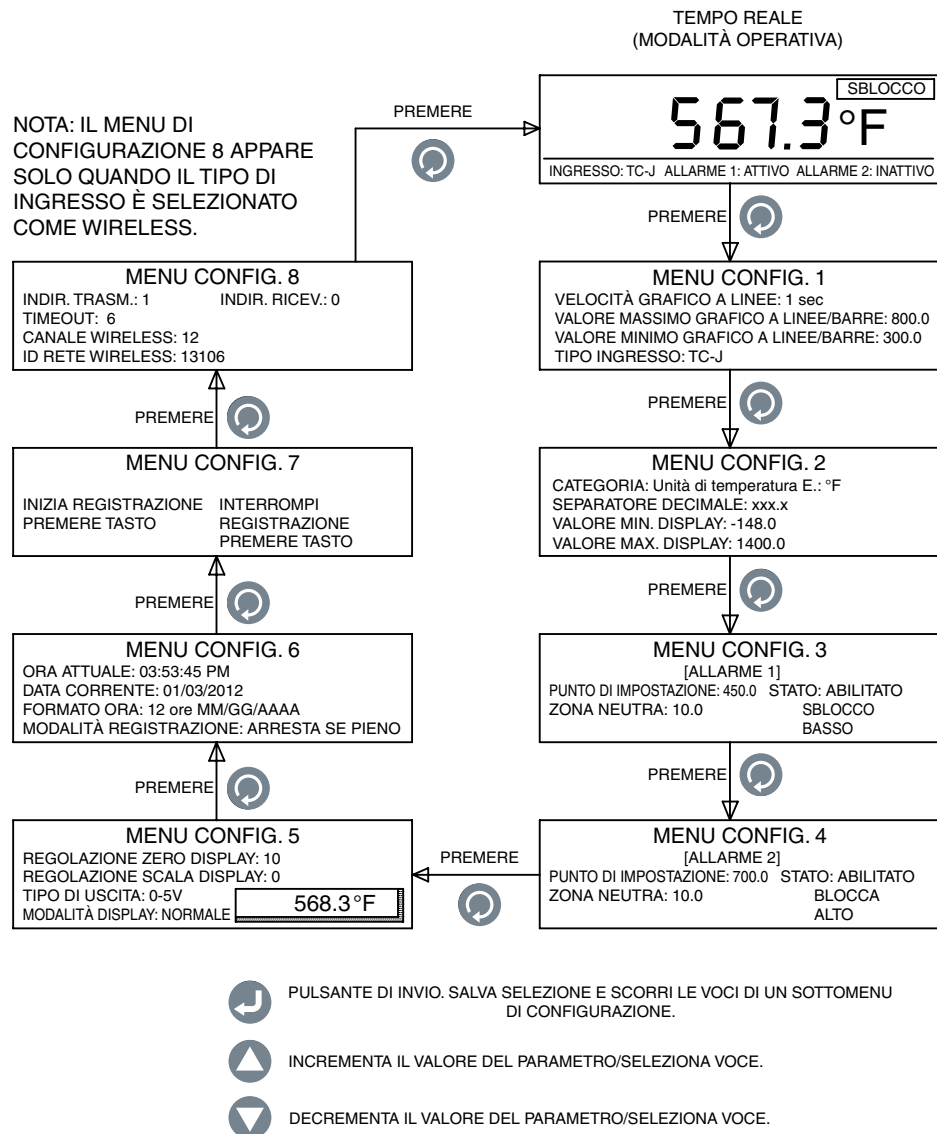 TEMPO REALE
(MODALITÀ OPERATIVA)
SBLOCCO
567.3°F
INGRESSO: TC-J ALLARME 1: ATTIVO ALLARME 2: INATTIVO
PREMERE
NOTA: IL MENU DI
CONFIGURAZIONE 8 APPARE
SOLO QUANDO IL TIPO DI
INGRESSO È SELEZIONATO
COME WIRELESS.
PREMERE
MENU CONFIG. 1
VELOCITÀ GRAFICO A LINEE: 1 sec
VALORE MASSIMO GRAFICO A LINEE/BARRE: 800.0
VALORE MINIMO GRAFICO A LINEE/BARRE: 300.0
TIPO INGRESSO: TC-J
PREMERE
MENU CONFIG. 2
CATEGORIA: Unità di temperatura E.: °F
SEPARATORE DECIMALE: xxx.x
VALORE MIN. DISPLAY: -148.0
VALORE MAX. DISPLAY: 1400.0
PREMERE
MENU CONFIG. 3
[ALLARME 1]
PUNTO DI IMPOSTAZIONE: 450.0 STATO: ABILITATO
ZONA NEUTRA: 10.0 SBLOCCO
BASSO
PREMERE
MENU CONFIG. 4
[ALLARME 2]
PUNTO DI IMPOSTAZIONE: 700.0 STATO: ABILITATO
ZONA NEUTRA: 10.0 BLOCCA
ALTO
PREMERE
MENU CONFIG. 5
REGOLAZIONE ZERO DISPLAY: 10
REGOLAZIONE SCALA DISPLAY: 0
TIPO DI USCITA: 0-5V
MODALITÀ DISPLAY: NORMALE 568.3°F
PREMERE
MENU CONFIG. 6
ORA ATTUALE: 03:53:45 PM
DATA CORRENTE: 01/03/2012
FORMATO ORA: 12 ore MM/GG/AAAA
MODALITÀ REGISTRAZIONE: ARRESTA SE PIENO
PREMERE
MENU CONFIG. 7
INIZIA REGISTRAZIONE INTERROMPI
PREMERE TASTO REGISTRAZIONE
PREMERE TASTO
PREMERE
MENU CONFIG. 8
INDIR. TRASM.: 1 INDIR. RICEV.: 0
TIMEOUT: 6
CANALE WIRELESS: 12
ID RETE WIRELESS: 13106
PULSANTE DI INVIO. SALVA SELEZIONE E SCORRI LE VOCI DI UN SOTTOMENU
DI CONFIGURAZIONE.
INCREMENTA IL VALORE DEL PARAMETRO/SELEZIONA VOCE.
DECREMENTA IL VALORE DEL PARAMETRO/SELEZIONA VOCE.